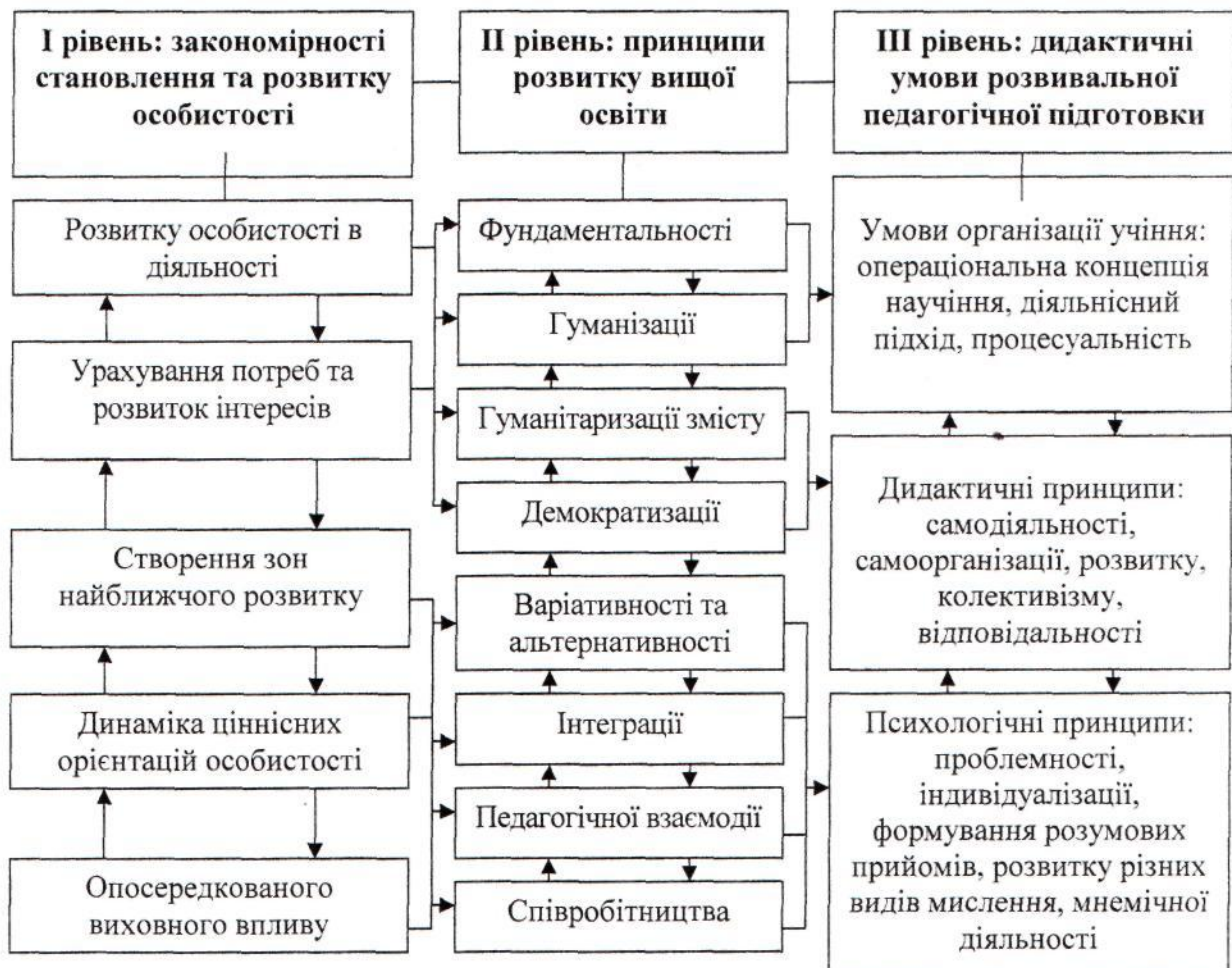 І рівень: закономірності
становлення та розвитку
особистості
ІІ рівень: принципи
розвитку вищої
освіти
ІІІ рівень: дидактичні
умови розвивальної
педагогічної підготовки
Розвитку особистості в
діяльності
Урахування потреб та
розвиток інтересів
Створення зон
найближчого розвитку
Динаміка ціннісних
орієнтацій особистості
Опосередкованого
виховного впливу
Фундаментальності
Гуманізації
Гуманітаризації змісту
Демократизації
Варіативності та
альтернативності
Інтеграції
Педагогічної взаємодії
Співробітництва
Умови організації учіння:
операціональна концепція
научіння, діяльнісний
підхід, процесуальність
Дидактичні принципи:
самодіяльності,
самоорганізації, розвитку,
колективізму,
відповідальності
Психологічні принципи:
проблемності,
індивідуалізації,
формування розумових
прийомів, розвитку різних
видів мислення, мнемічної
діяльності